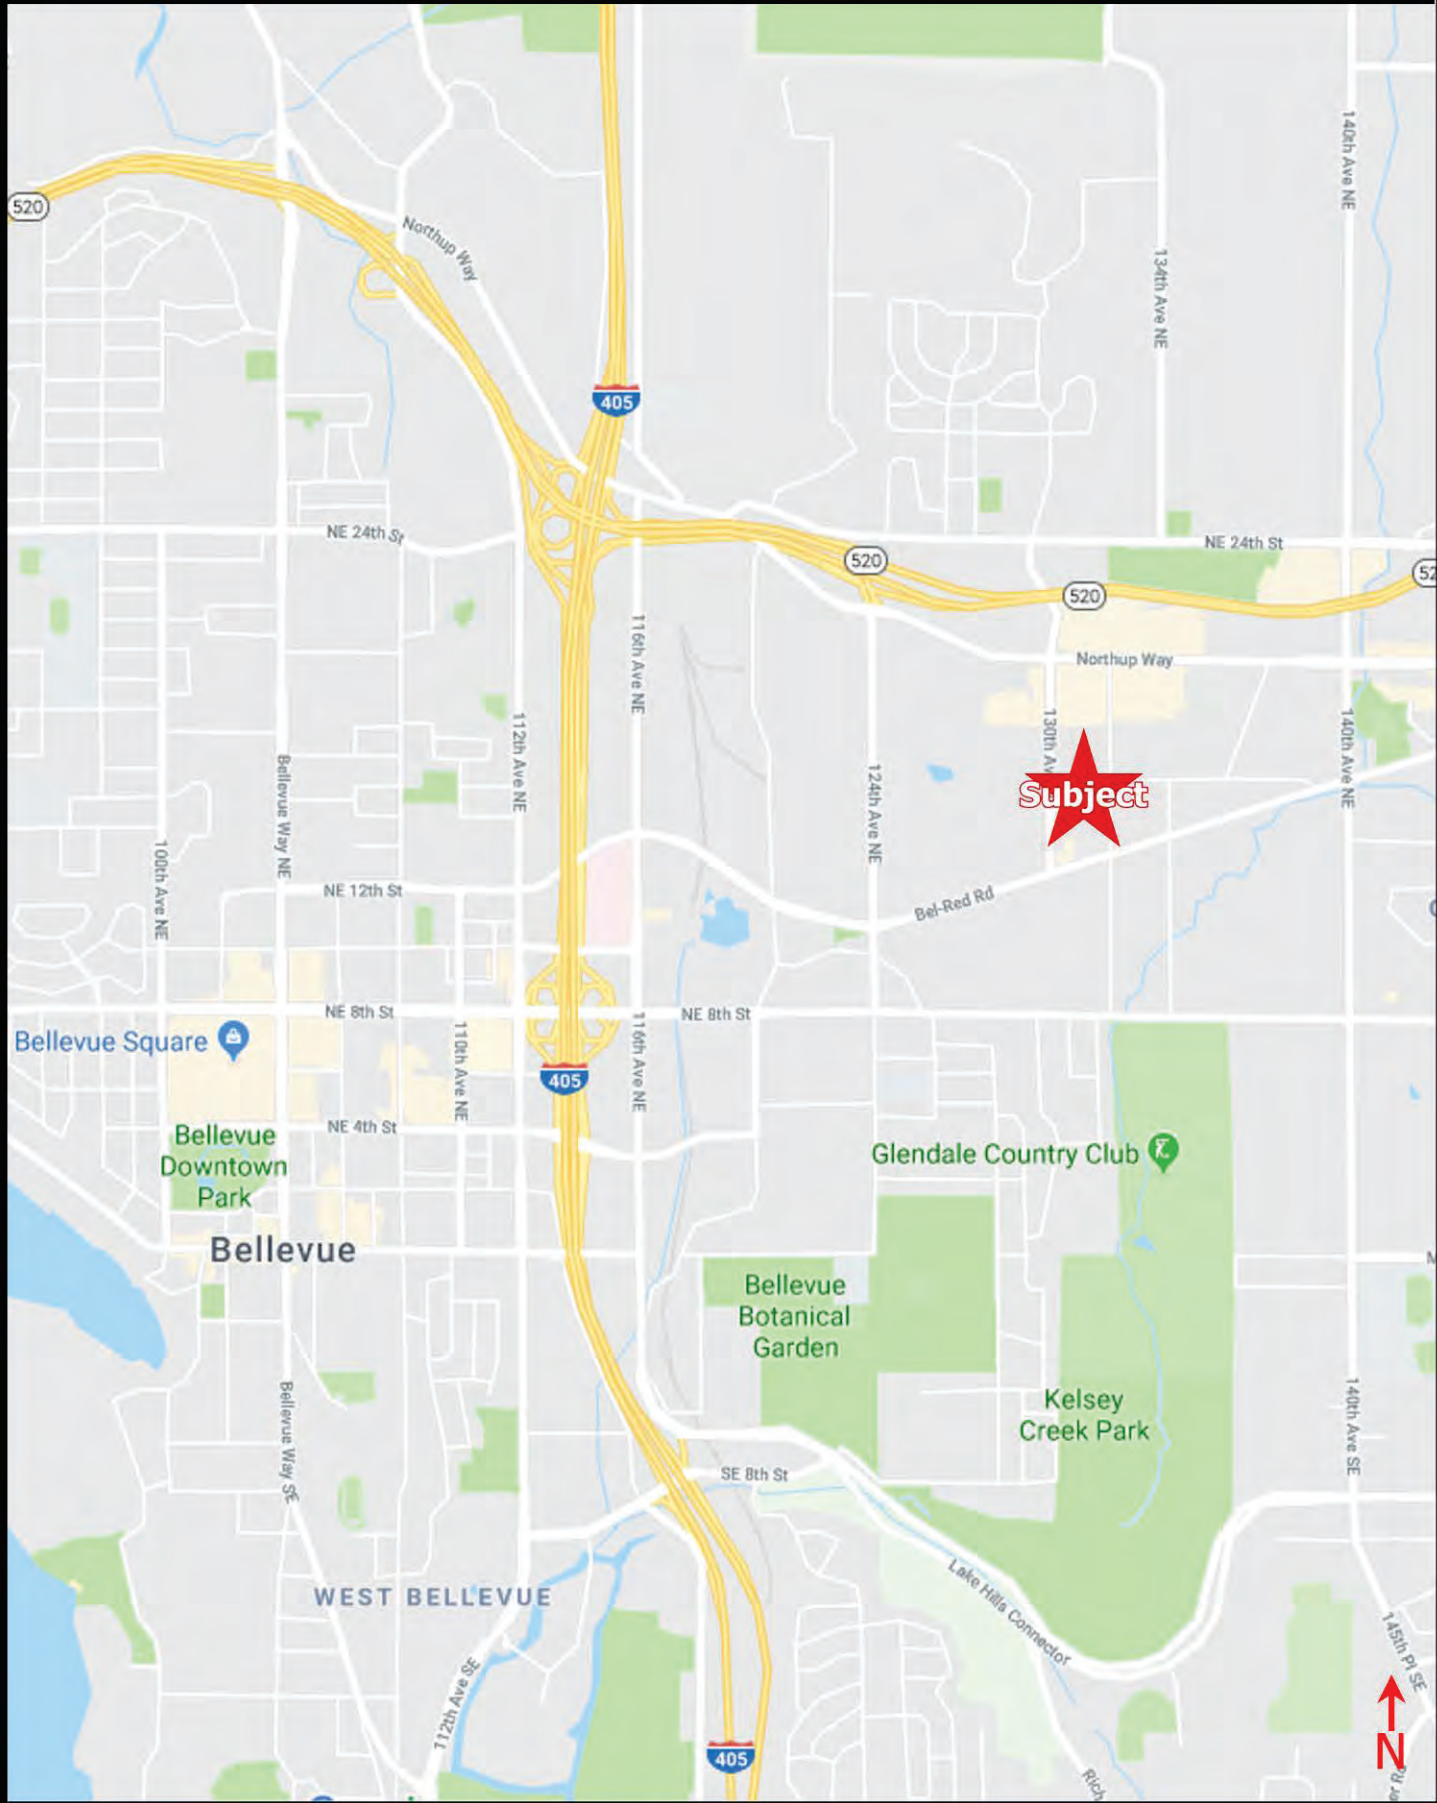 140th Ave NE
520
Northup Way
134th Ave NE
405
NE 24th St
520
NE 24th St
520
52
116th Ave NE
Northup Way
112th Ave NE
130th Av
140th Ave NE
Bellevue Way NE
124th Ave NE
Subject
100th Ave NE
NE 12th St
Bel-Red Rd
NE 8th St
NE 8th St
Bellevue Square
110th Ave NE
116th Ave NE
405
NE 4th St
Bellevue
Downtown
Park
Glendale Country Club
Bellevue
Bellevue
Botanical
Garden
Kelsey
Creek Park
Bellevue Way SE
140th Ave SE
SE 8th St
WEST BELLEVUE
Lake Hills Connector
145th Pl SE
112th Ave SE
405
Rich
N